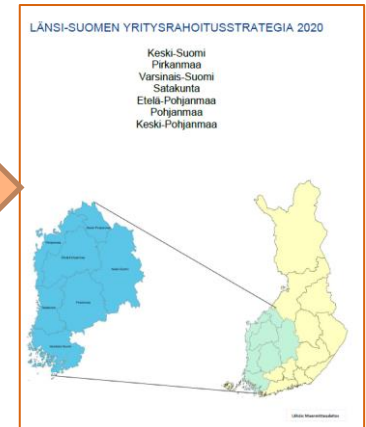 LÄNSI-SUOMEN YRITYSRAHOITUSSTRATEGIA 2020
Keski-Suomi
Pirkanmaa
Varsinais-Suomi
Satakunta
Etelä-Pohjanmaa
Pohjanmaa
Keski-Pohjanmaa